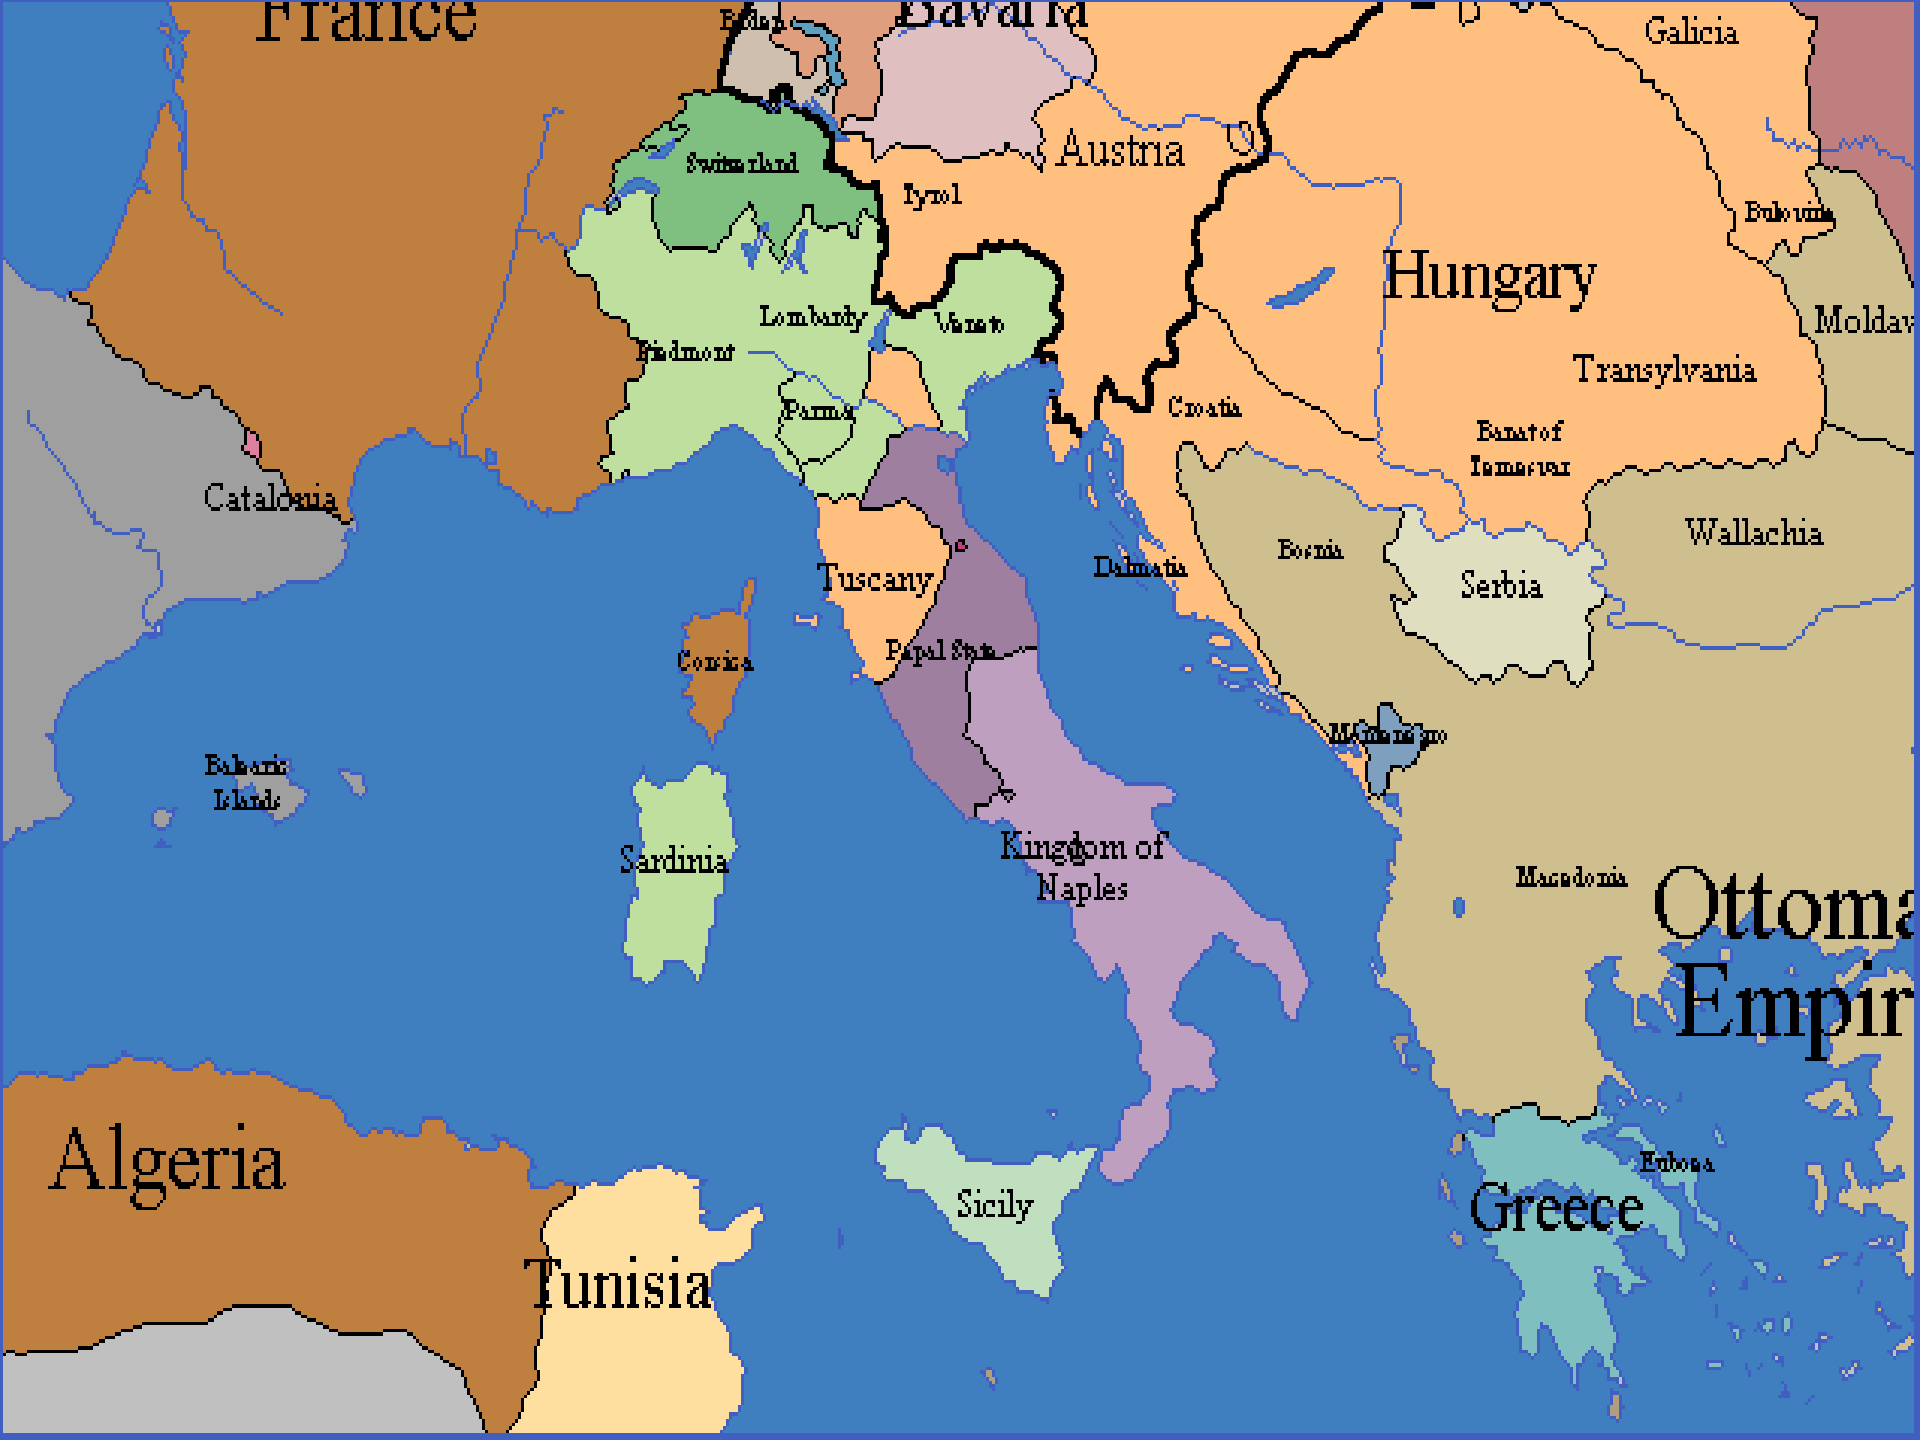 France
Baden
Bavaria
Galicia
Switzerland
Austria
Tyrol
Bukovina
Hungary
Lombardy
Veneto
Moldav
Piedmont
Transylvania
Parma
Croatia
Banat of
Temesvar
Catalonia
Wallachia
Bosnia
Dalmatia
Tuscany
Serbia
Papal State
Corsica
Montenegro
Balearic
Islands
Kingdom of
Naples
Sardinia
Macedonia
Ottoma
Empir
Algeria
Euboea
Sicily
Greece
Tunisia